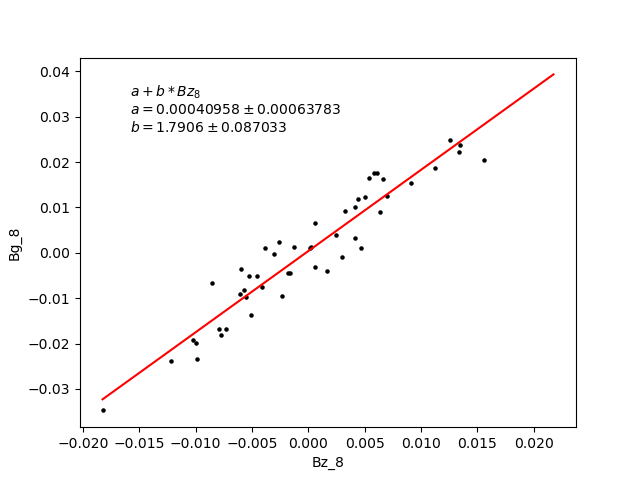 0.04
0.03
0.02
0.01
0.00
−0.01
−0.02
−0.03
Bg_8
a + b * Bz₈
a = 0.00040958 ± 0.00063783
b = 1.7906 ± 0.087033
−0.020 −0.015 −0.010 −0.005 0.000 0.005 0.010 0.015 0.020
Bz_8